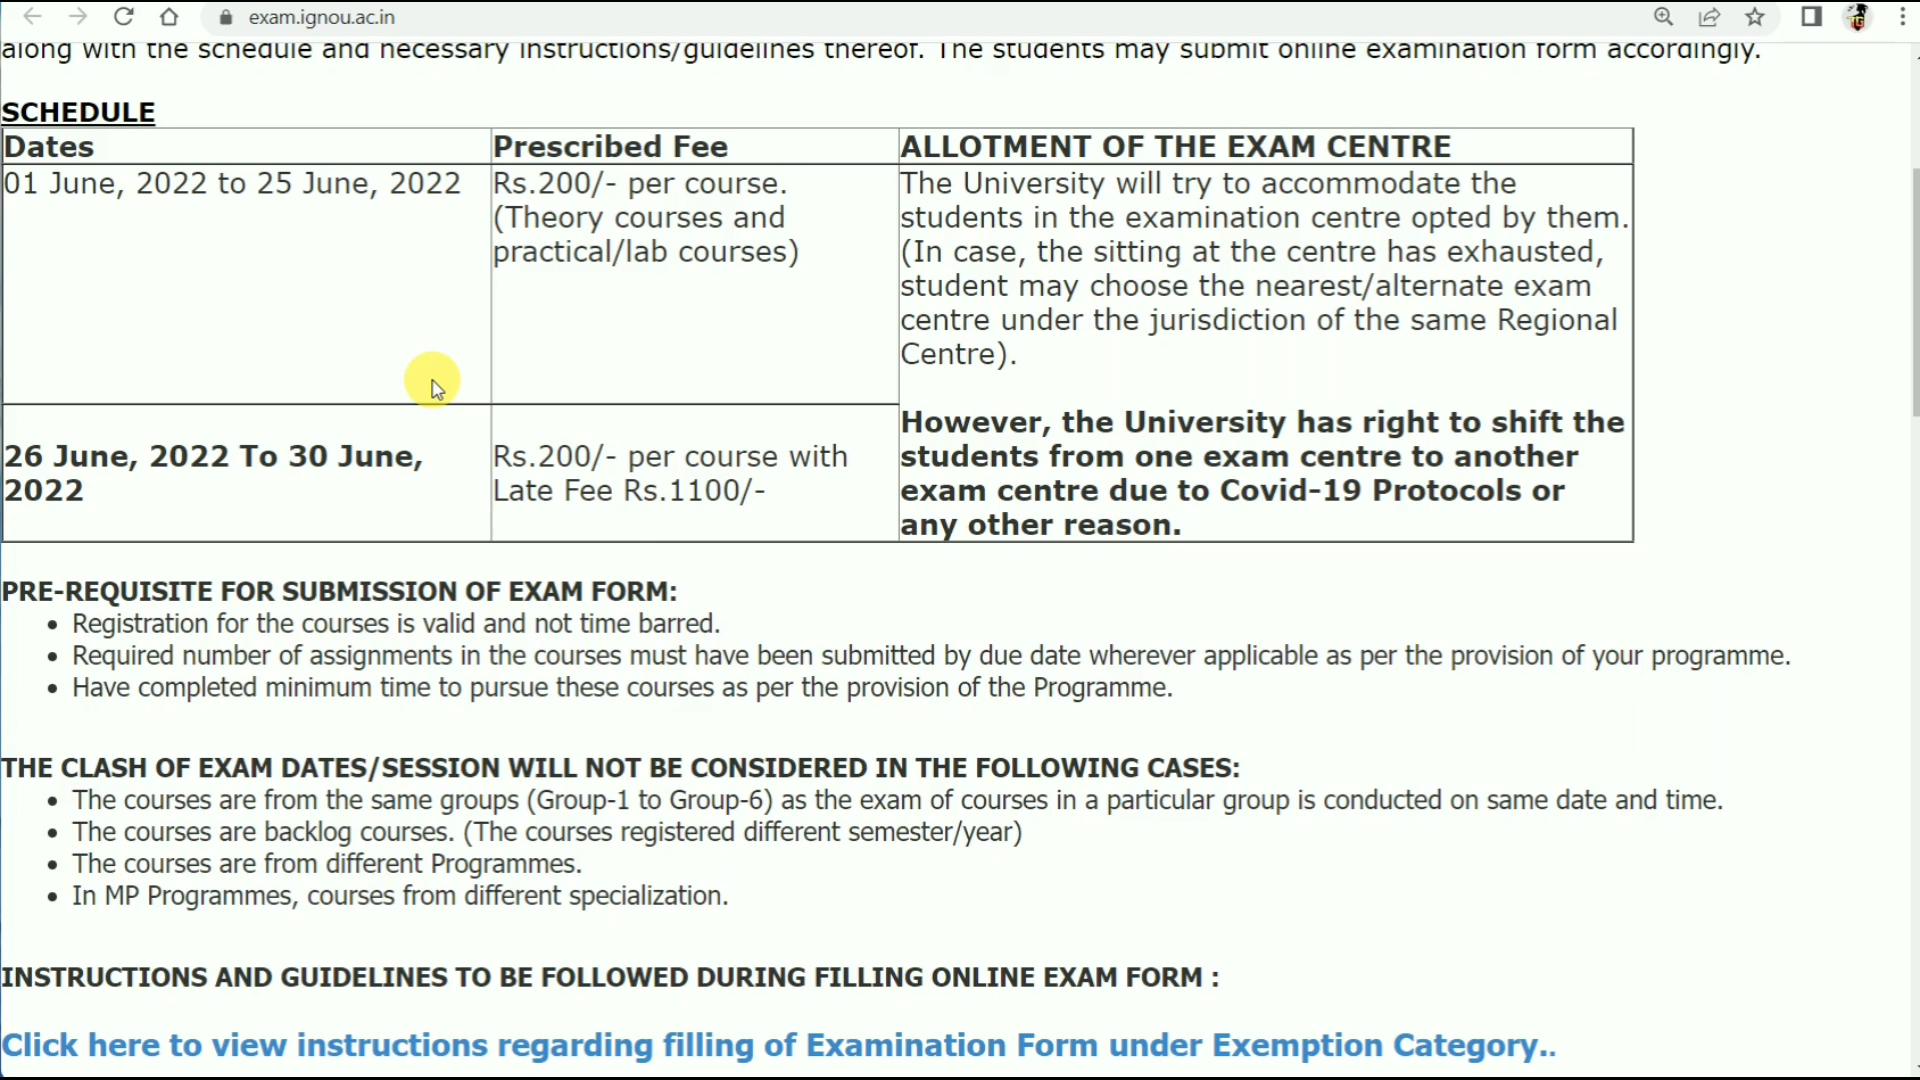 exam.ignou.ac.in
along with the schedule and necessary instructions/guidelines thereof. The students may submit online examination form accordingly.
SCHEDULE
Dates
Prescribed Fee
ALLOTMENT OF THE EXAM CENTRE
01 June, 2022 to 25 June, 2022
Rs.200/- per course.
(Theory courses and
practical/lab courses)
The University will try to accommodate the
students in the examination centre opted by them.
(In case, the sitting at the centre has exhausted,
student may choose the nearest/alternate exam
centre under the jurisdiction of the same Regional
Centre).
However, the University has right to shift the
students from one exam centre to another
exam centre due to Covid-19 Protocols or
any other reason.
26 June, 2022 To 30 June,
2022
Rs.200/- per course with
Late Fee Rs.1100/-
PRE-REQUISITE FOR SUBMISSION OF EXAM FORM:
• Registration for the courses is valid and not time barred.
• Required number of assignments in the courses must have been submitted by due date wherever applicable as per the provision of your programme.
• Have completed minimum time to pursue these courses as per the provision of the Programme.
THE CLASH OF EXAM DATES/SESSION WILL NOT BE CONSIDERED IN THE FOLLOWING CASES:
• The courses are from the same groups (Group-1 to Group-6) as the exam of courses in a particular group is conducted on same date and time.
• The courses are backlog courses. (The courses registered different semester/year)
• The courses are from different Programmes.
• In MP Programmes, courses from different specialization.
INSTRUCTIONS AND GUIDELINES TO BE FOLLOWED DURING FILLING ONLINE EXAM FORM :
Click here to view instructions regarding filling of Examination Form under Exemption Category..